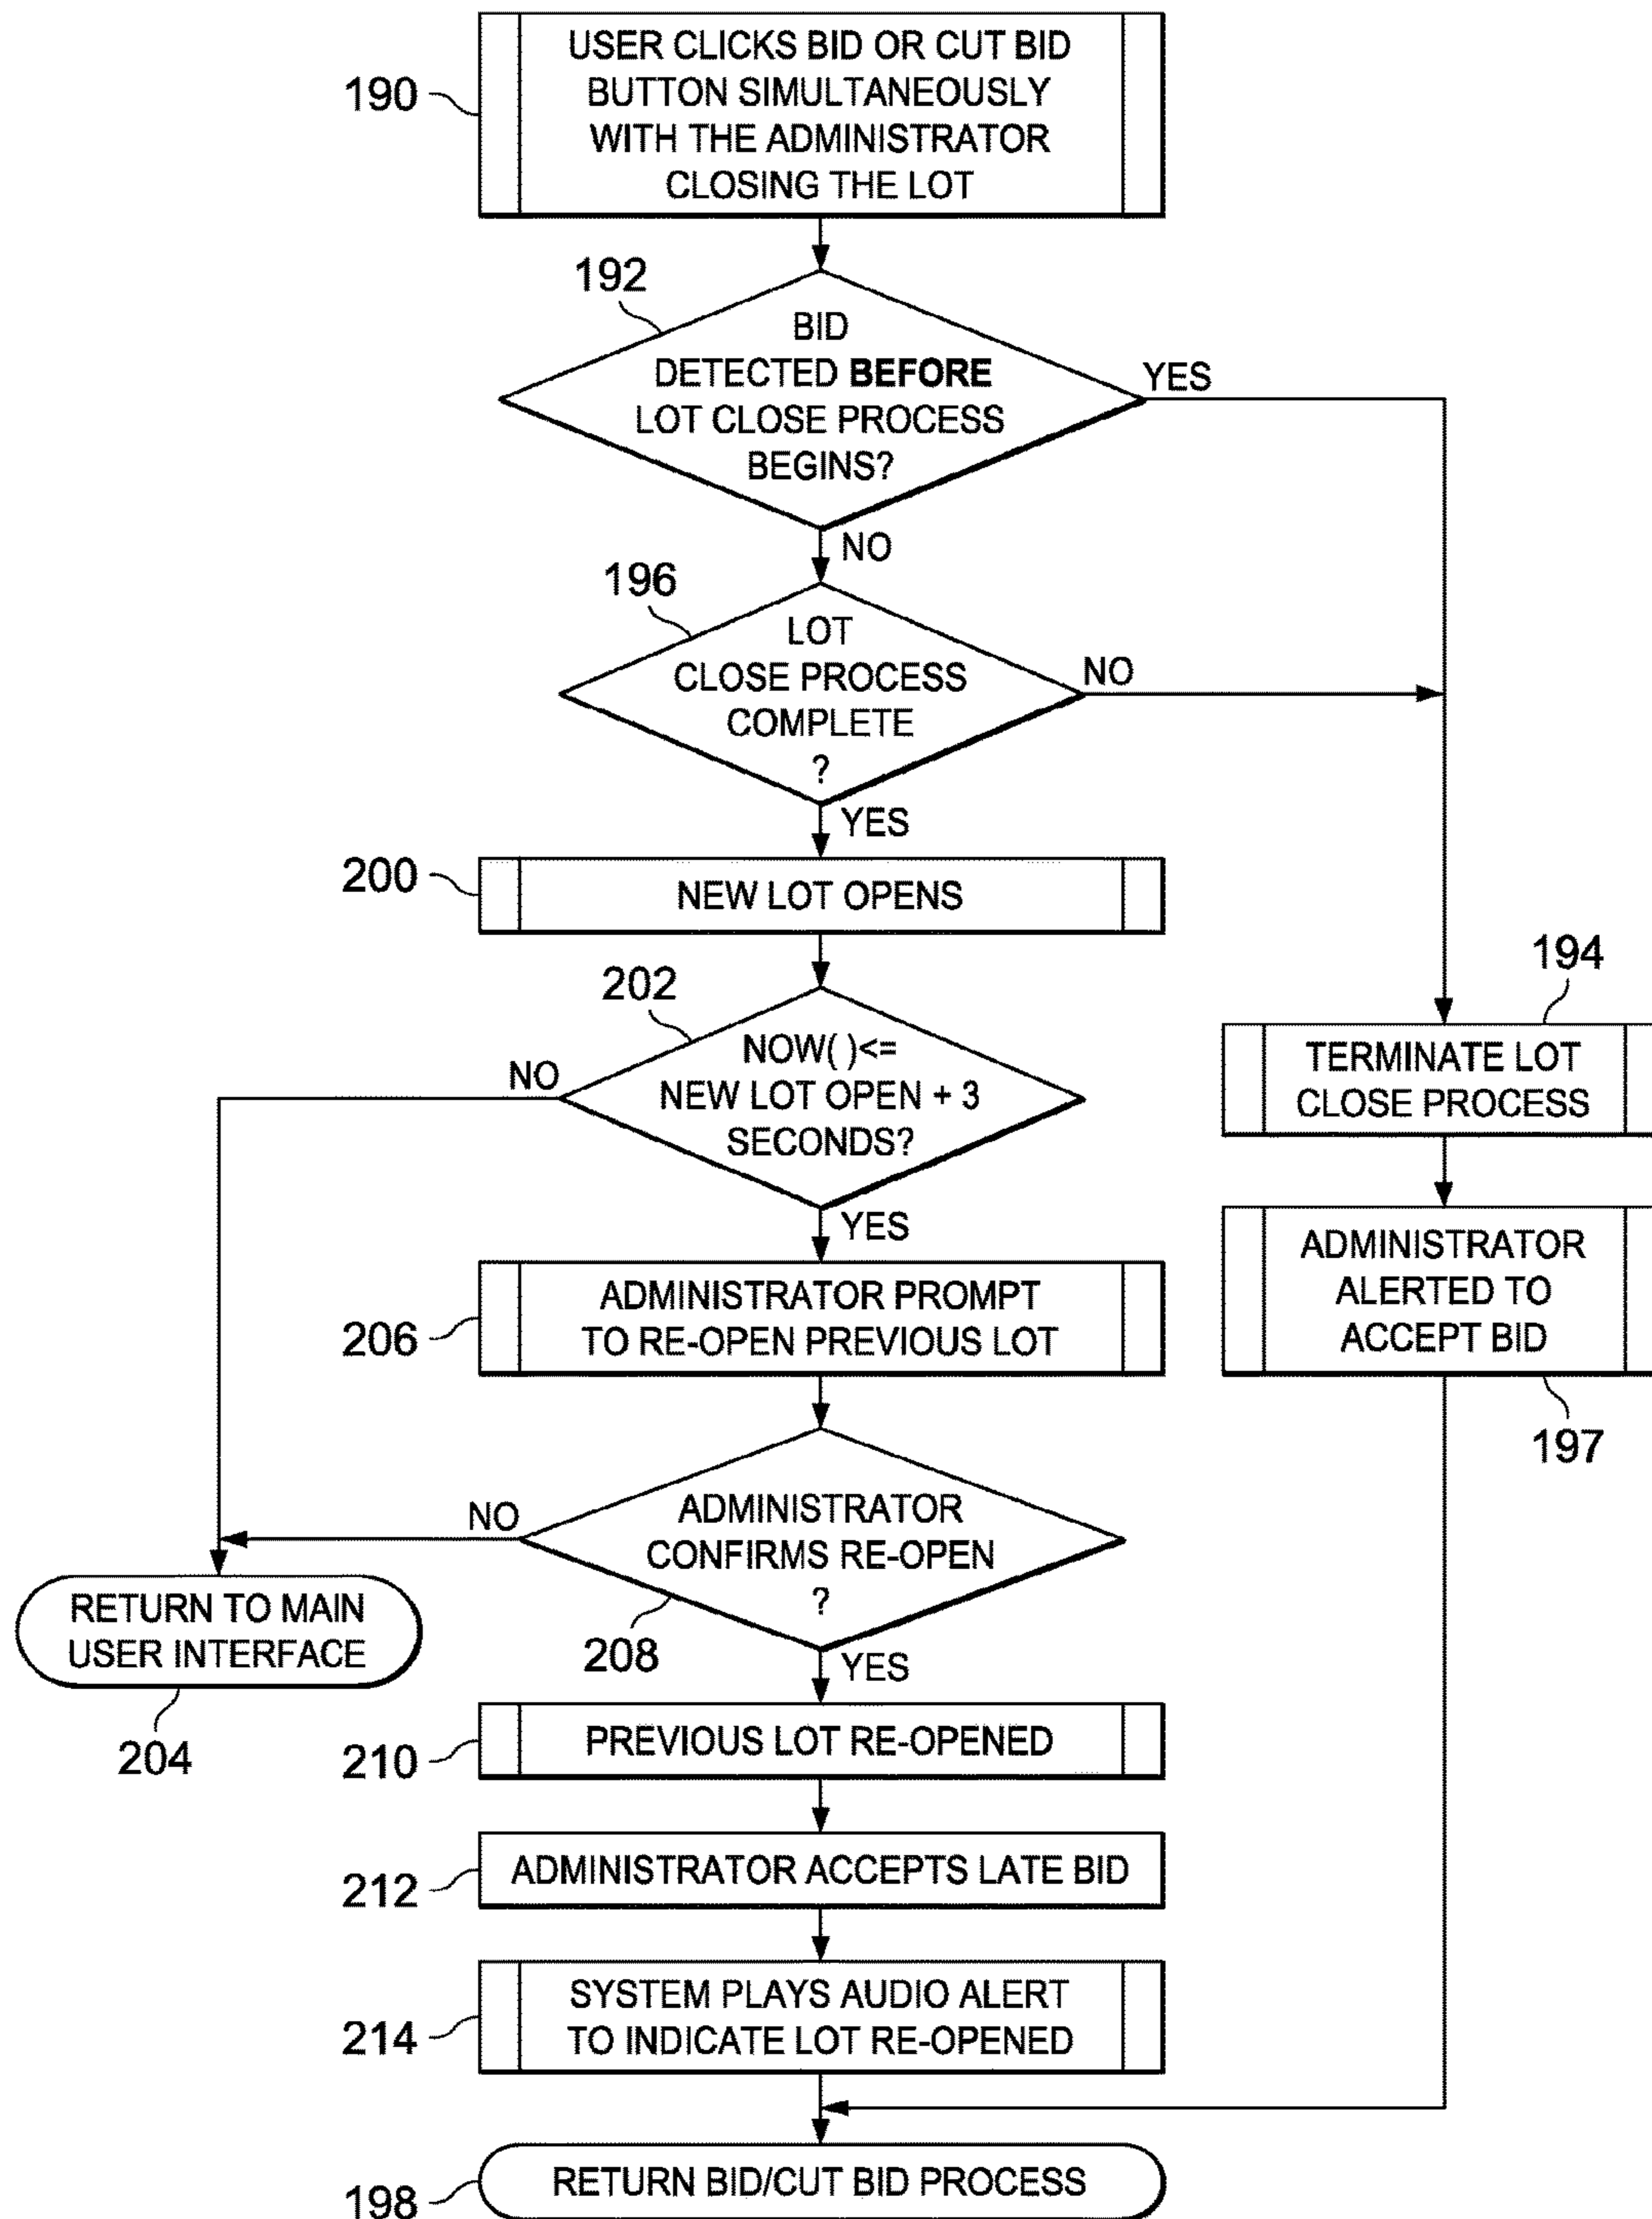 190
USER CLICKS BID OR CUT BID
BUTTON SIMULTANEOUSLY
WITH THE ADMINISTRATOR
CLOSING THE LOT
192
BID
DETECTED BEFORE
LOT CLOSE PROCESS
BEGINS?
YES
NO
196
LOT
CLOSE PROCESS
COMPLETE
?
NO
YES
200
NEW LOT OPENS
202
NOW( )<=
NEW LOT OPEN + 3
SECONDS?
NO
YES
194
TERMINATE LOT
CLOSE PROCESS
ADMINISTRATOR
ALERTED TO
ACCEPT BID
197
206
ADMINISTRATOR PROMPT
TO RE-OPEN PREVIOUS LOT
ADMINISTRATOR
CONFIRMS RE-OPEN
?
208
NO
YES
RETURN TO MAIN
USER INTERFACE
204
210
PREVIOUS LOT RE-OPENED
212
ADMINISTRATOR ACCEPTS LATE BID
214
SYSTEM PLAYS AUDIO ALERT
TO INDICATE LOT RE-OPENED
198
RETURN BID/CUT BID PROCESS